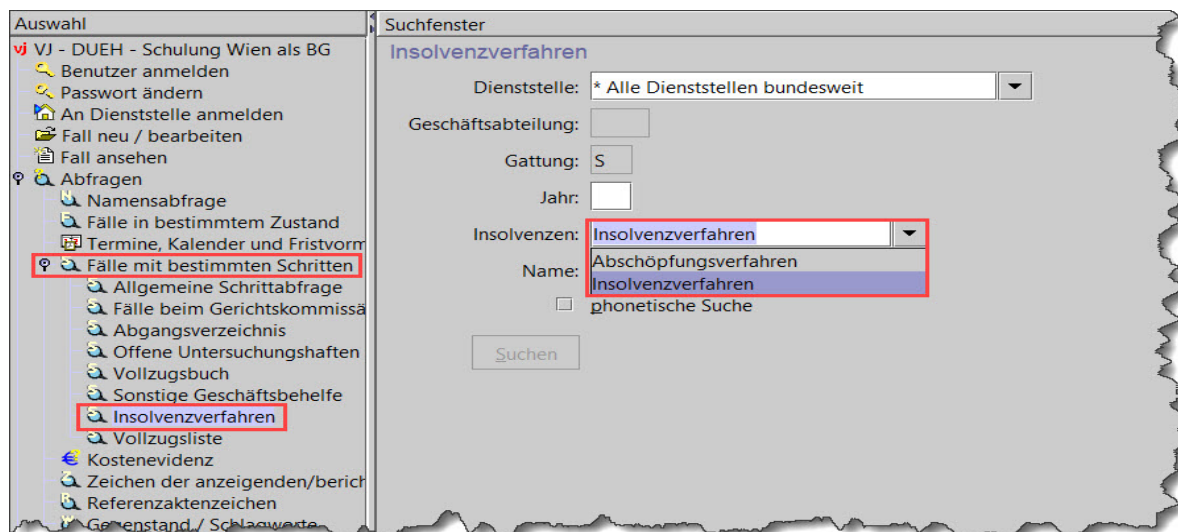 Auswahl
vj VJ - DUEH - Schulung Wien als BG
Benutzer anmelden
Passwort ändern
An Dienststelle anmelden
Fall neu / bearbeiten
Fall ansehen
Abfragen
Namensabfrage
Fälle in bestimmtem Zustand
Termine, Kalender und Fristvorm
Fälle mit bestimmten Schritten
Allgemeine Schrittabfrage
Fälle beim Gerichtskommissä
Abgangsverzeichnis
Offene Untersuchungshaften
Vollzugsbuch
Sonstige Geschäftsbehelfe
Insolvenzverfahren
Vollzugsliste
Kostenevidenz
Zeichen der anzeigenden/berich
Referenzaktenzeichen
Gegenstand / Schlagworte
Suchfenster
Insolvenzverfahren
Dienststelle: * Alle Dienststellen bundesweit
Geschäftsabteilung:
Gattung: S
Jahr:
Insolvenzen: Insolvenzverfahren
Abschöpfungsverfahren
Name:
Insolvenzverfahren
phonetische Suche
Suchen